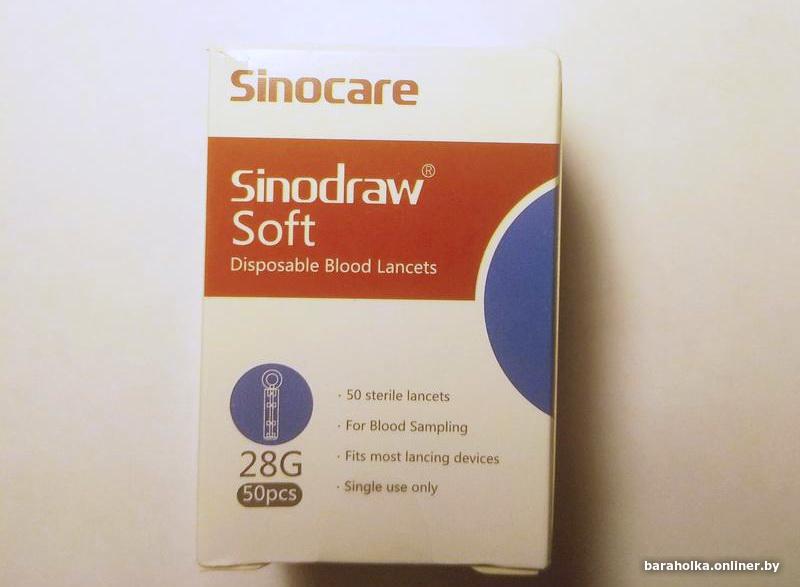 Sinocare
Sinodraw®
Soft
Disposable Blood Lancets
· 50 sterile lancets
· For Blood Sampling
· Fits most lancing devices
· Single use only
28G
50pcs
baraholka.onliner.by